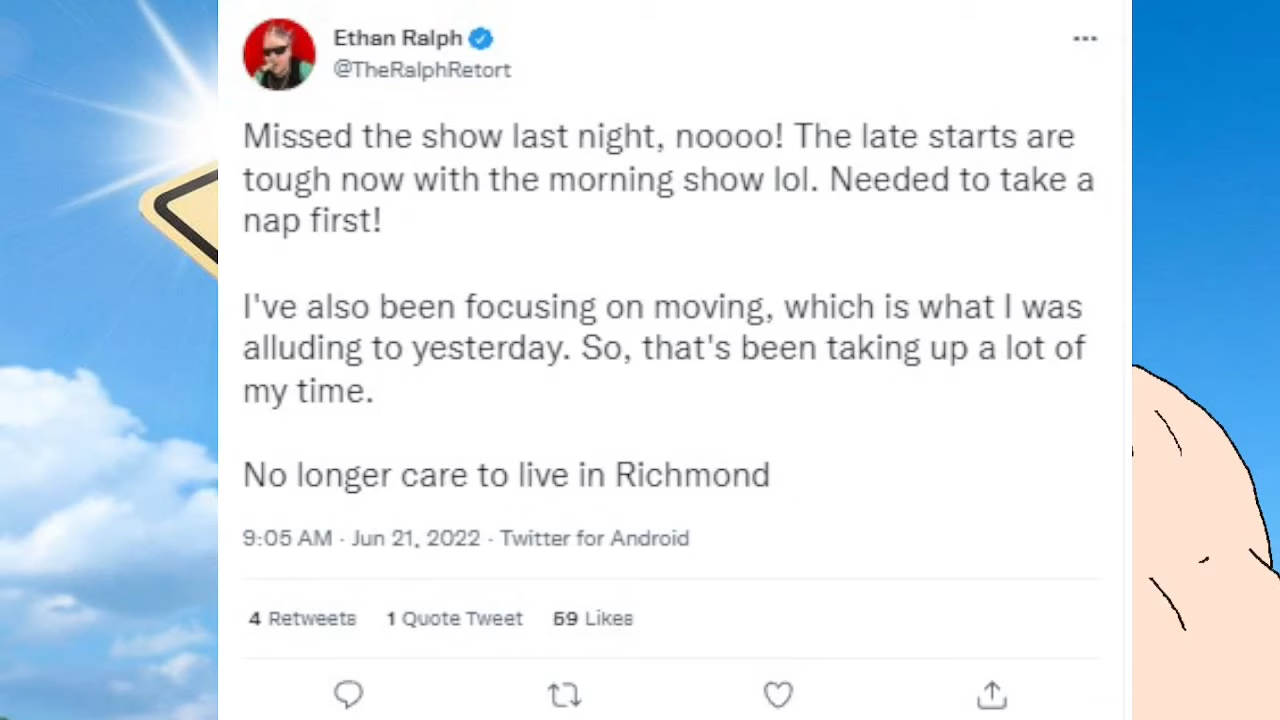 Ethan Ralph
@TheRalphRetort
Missed the show last night, noooo! The late starts are
tough now with the morning show lol. Needed to take a
nap first!
I've also been focusing on moving, which is what I was
alluding to yesterday. So, that's been taking up a lot of
my time.
No longer care to live in Richmond
9:05 AM · Jun 21, 2022 · Twitter for Android
4 Retweets 1 Quote Tweet 59 Likes